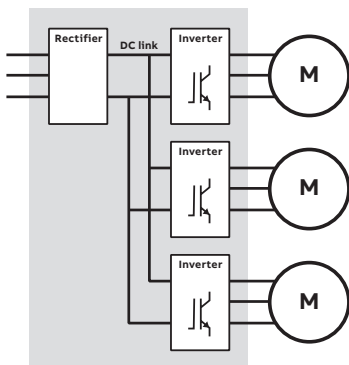 Rectifier
DC link
Inverter
M
Inverter
M
Inverter
M